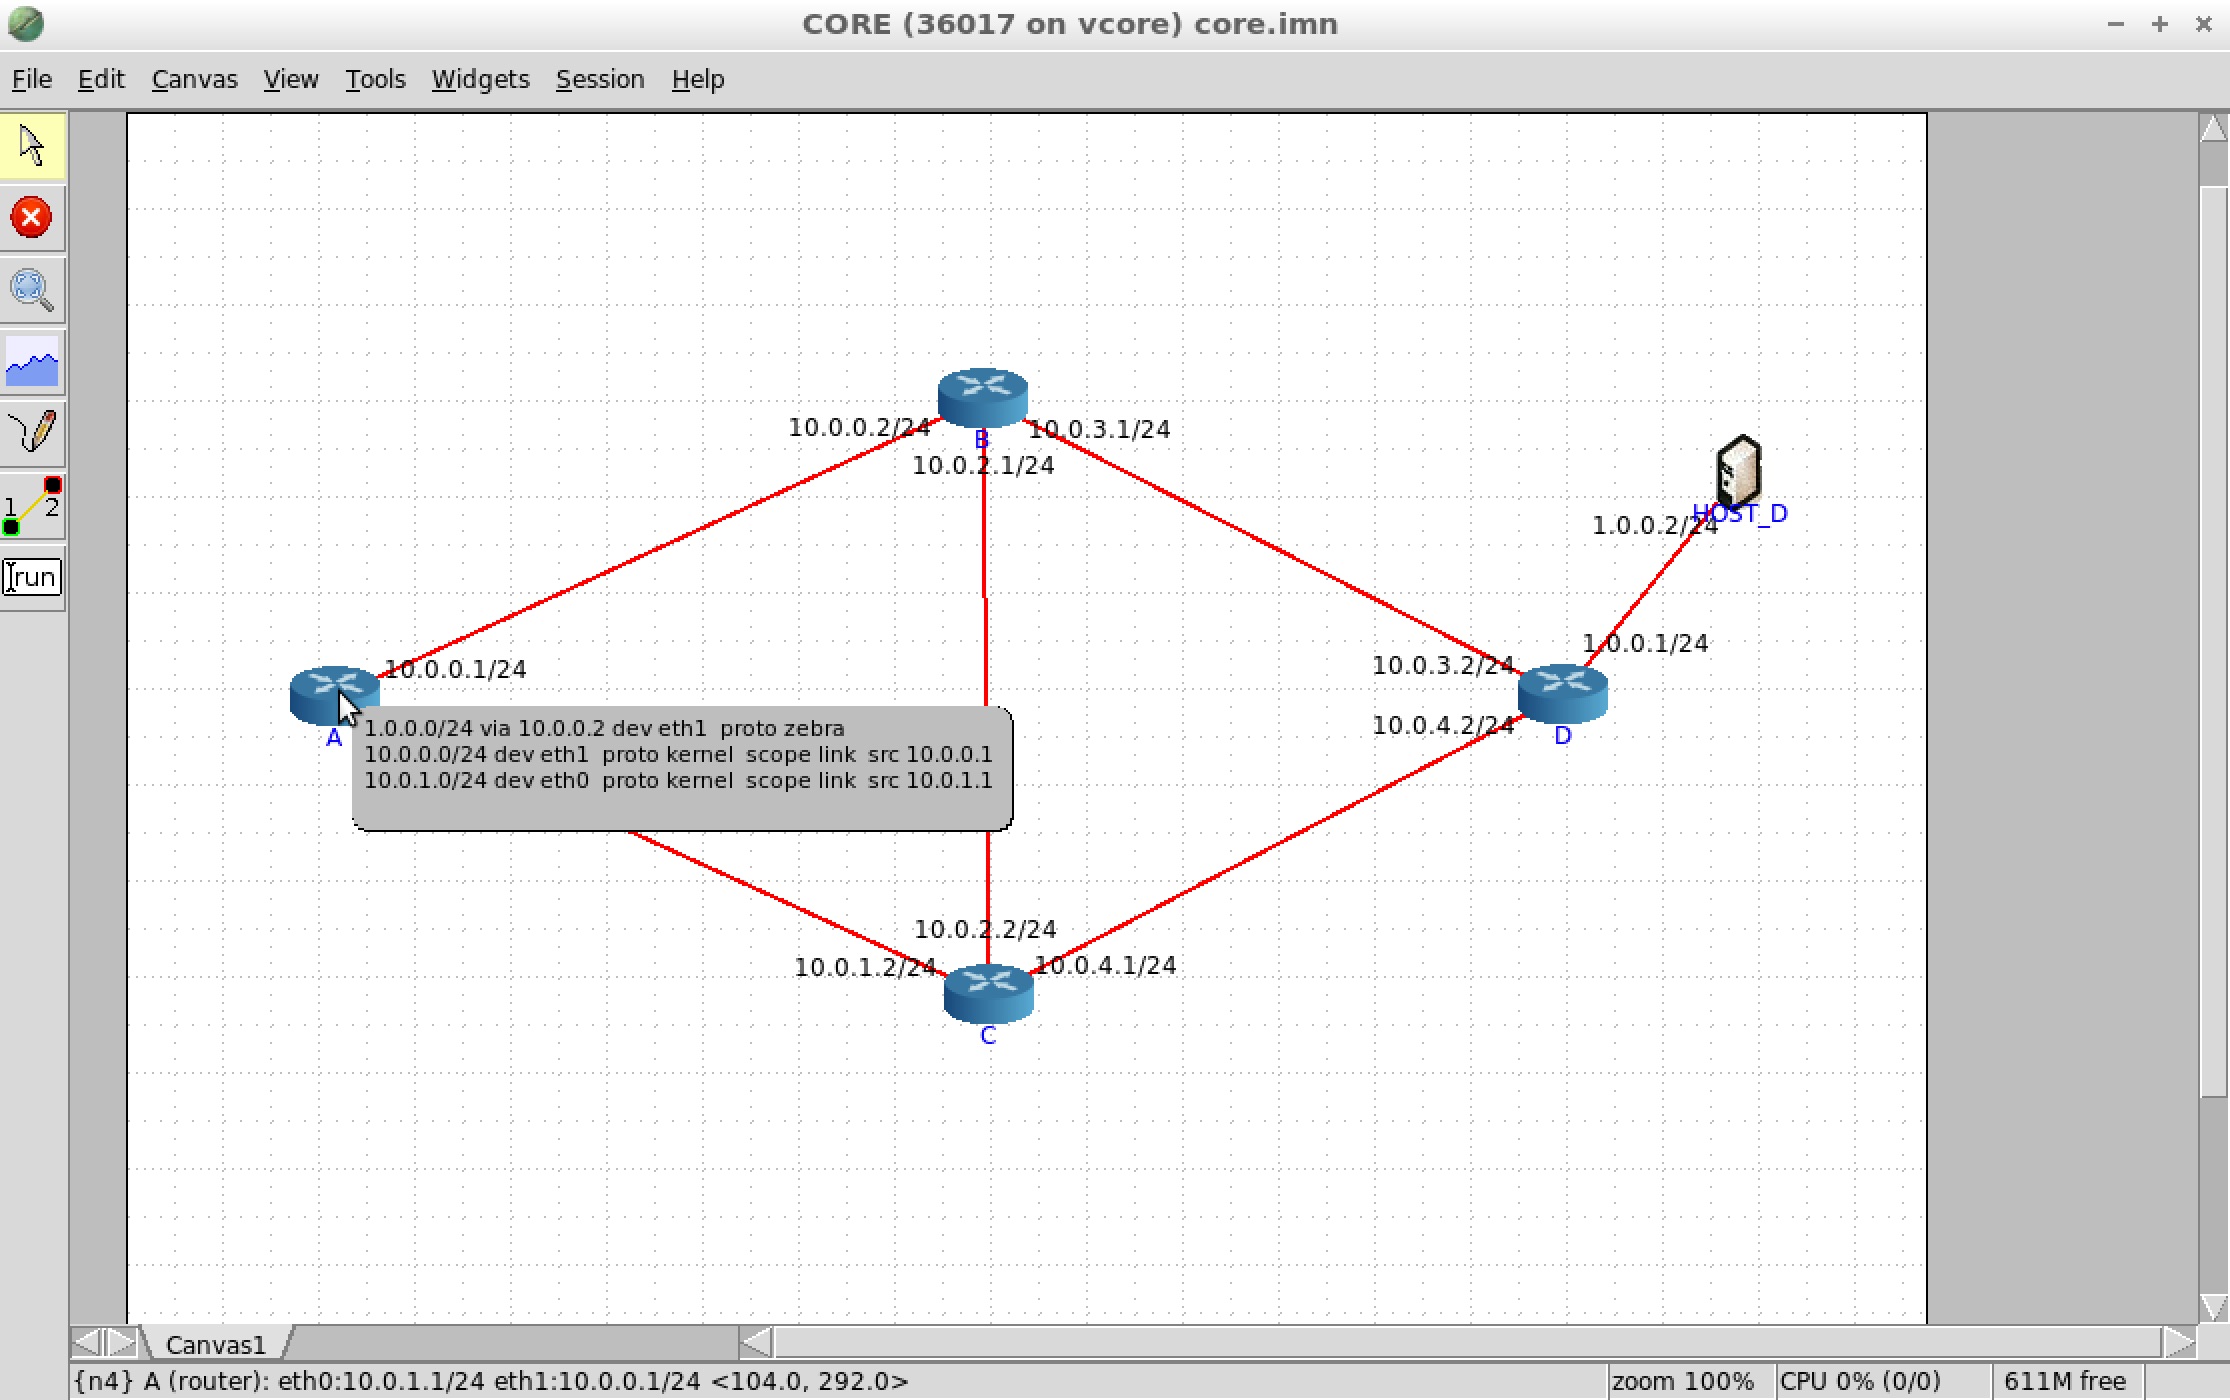 CORE (36017 on vcore) core.imn
File Edit Canvas View Tools Widgets Session Help
1 2
run
10.0.0.2/24
B
10.0.3.1/24
10.0.2.1/24
HOST_D
1.0.0.2/24
1.0.0.1/24
10.0.0.1/24
10.0.3.2/24
10.0.4.2/24
A
D
1.0.0.0/24 via 10.0.0.2 dev eth1 proto zebra
10.0.0.0/24 dev eth1 proto kernel scope link src 10.0.0.1
10.0.1.0/24 dev eth0 proto kernel scope link src 10.0.1.1
10.0.2.2/24
10.0.1.2/24
10.0.4.1/24
C
Canvas1
{n4} A (router): eth0:10.0.1.1/24 eth1:10.0.0.1/24 <104.0, 292.0>
zoom 100%
CPU 0% (0/0)
611M free